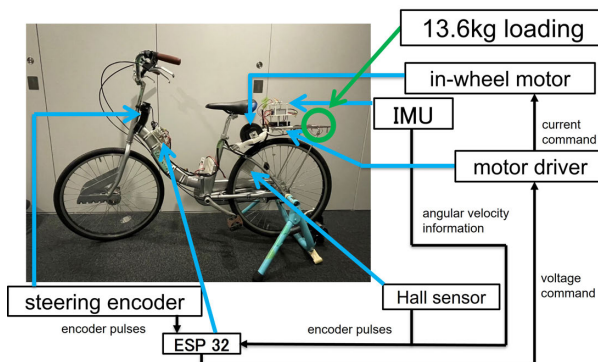 13.6kg loading
in-wheel motor
IMU
current
command
motor driver
angular velocity
information
steering encoder
Hall sensor
voltage
command
encoder pulses
encoder pulses
ESP 32